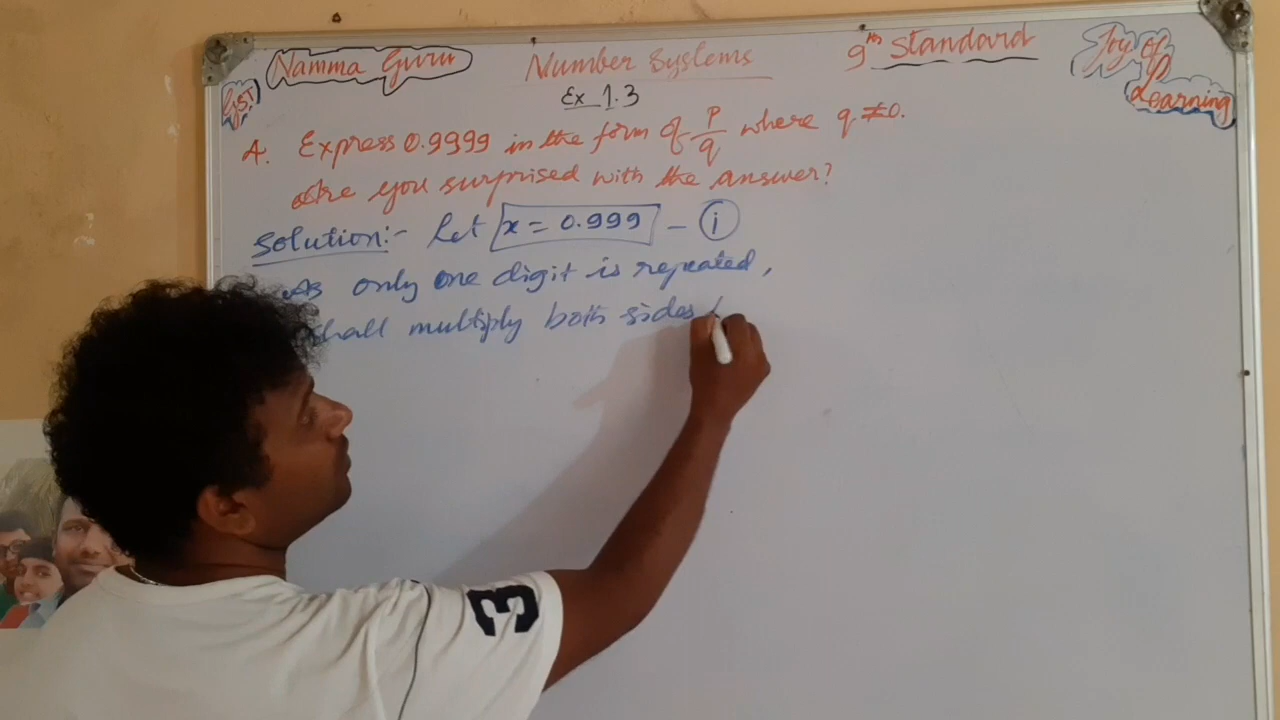 Namma Guru
Number Systems
9th Standard
Joy of
Learning
Ex 1.3
4. Express 0.9999 in the form of p/q where q ≠ 0.
Are you surprised with the answer?
Solution:- Let x = 0.999 - (i)
As only one digit is repeated,
shall multiply both sides
3